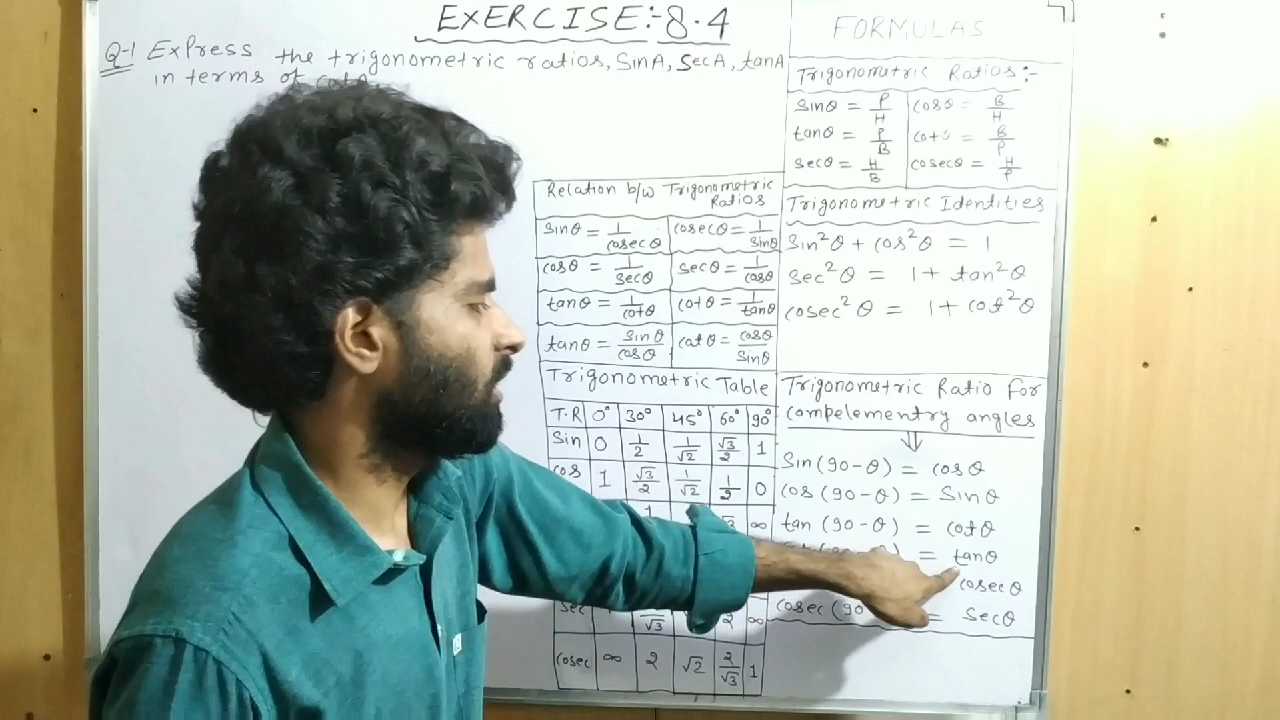 EXERCISE:-8.4
Q-1 Express the trigonometric ratios, SinA, SecA, tanA
in terms of cotA.
FORMULAS
Trigonometric Ratios:-
sinθ = P/H cosθ = B/H
tanθ = P/B cotθ = B/P
secθ = H/B cosecθ = H/P
Trigonometric Identities
Sin²θ + cos²θ = 1
sec²θ = 1 + tan²θ
cosec²θ = 1 + cot²θ
Relation b/w Trigonometric
Ratios
sinθ = 1/cosecθ cosecθ = 1/sinθ
cosθ = 1/secθ secθ = 1/cosθ
tanθ = 1/cotθ cotθ = 1/tanθ
tanθ = sinθ/cosθ cotθ = cosθ/sinθ
Trigonometric Table
T.R 0° 30° 45° 60° 90°
Sin 0 1/2 1/√2 √3/2 1
cos 1 √3/2 1/√2 1/2 0
1 ∞
Sec √3 2 ∞
cosec ∞ 2 √2 2/√3 1
Trigonometric Ratio For
compelementry angles
⇓
Sin (90-θ) = cosθ
cos (90-θ) = Sinθ
tan (90-θ) = cotθ
= tanθ
cosecθ
cosec (90 = Secθ